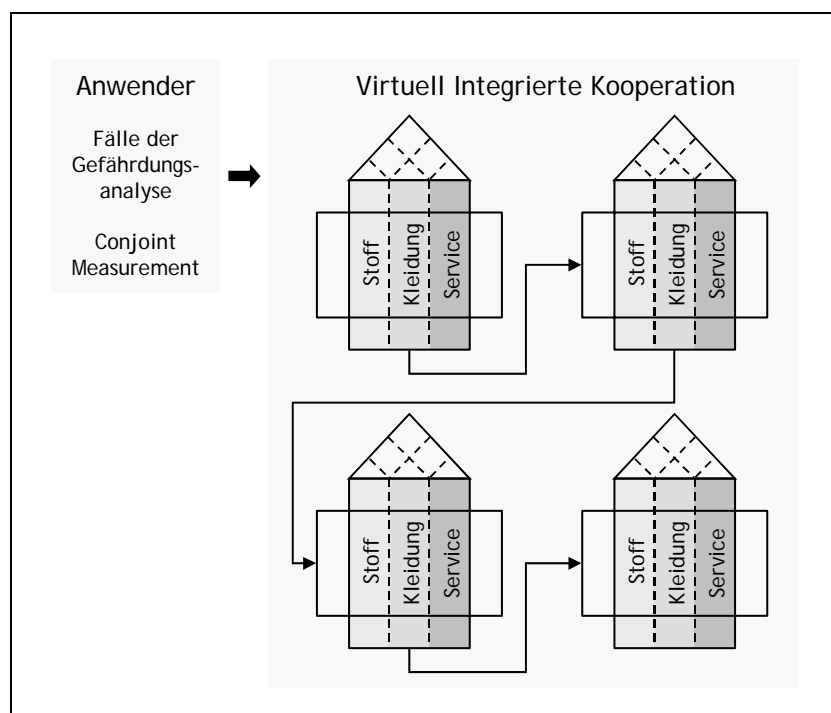 Anwender
Fälle der
Gefährdungs-
analyse
Conjoint
Measurement
Virtuell Integrierte Kooperation
Stoff
Kleidung
Service
Stoff
Kleidung
Service
Stoff
Kleidung
Service
Stoff
Kleidung
Service